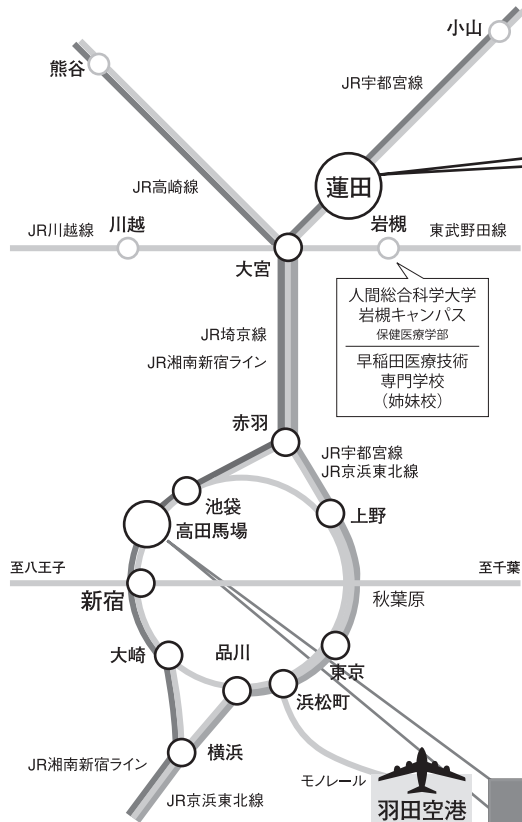 小山
熊谷
JR宇都宮線
蓮田
JR高崎線
JR川越線
川越
岩槻
東武野田線
大宮
人間総合科学大学
岩槻キャンパス
保健医療学部
早稲田医療技術
専門学校
(姉妹校)
JR埼京線
JR湘南新宿ライン
赤羽
JR宇都宮線
JR京浜東北線
池袋
高田馬場
上野
至八王子
至千葉
新宿
秋葉原
大崎
品川
東京
浜松町
横浜
JR湘南新宿ライン
モノレール
JR京浜東北線
羽田空港